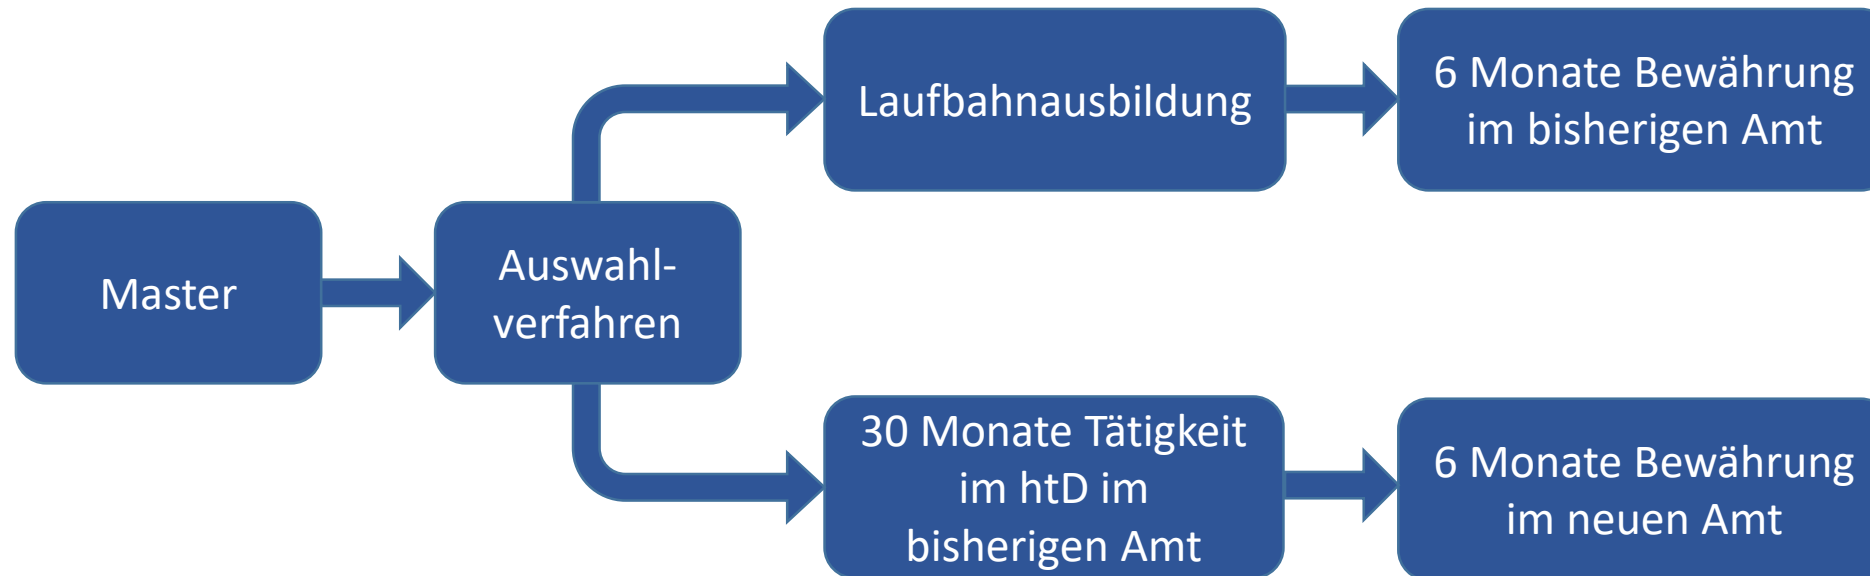 Master
Auswahl-
verfahren
Laufbahnausbildung
6 Monate Bewährung
im bisherigen Amt
30 Monate Tätigkeit
im htD im
bisherigen Amt
6 Monate Bewährung
im neuen Amt